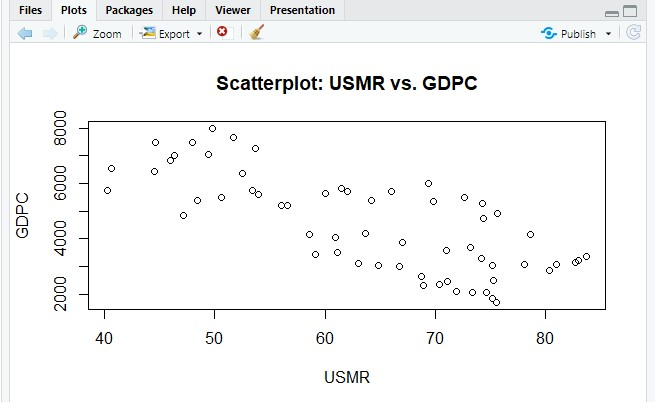 Files Plots Packages Help Viewer Presentation
Zoom Export Publish
Scatterplot: USMR vs. GDPC
GDPC
8000
6000
4000
2000
40 50 60 70 80
USMR